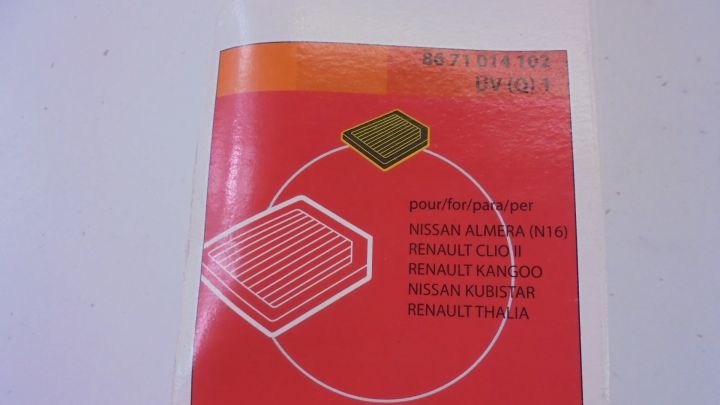 86 71 014 102
UV (Q) 1
pour/for/para/per
NISSAN ALMERA (N16)
RENAULT CLIO II
RENAULT KANGOO
NISSAN KUBISTAR
RENAULT THALIA